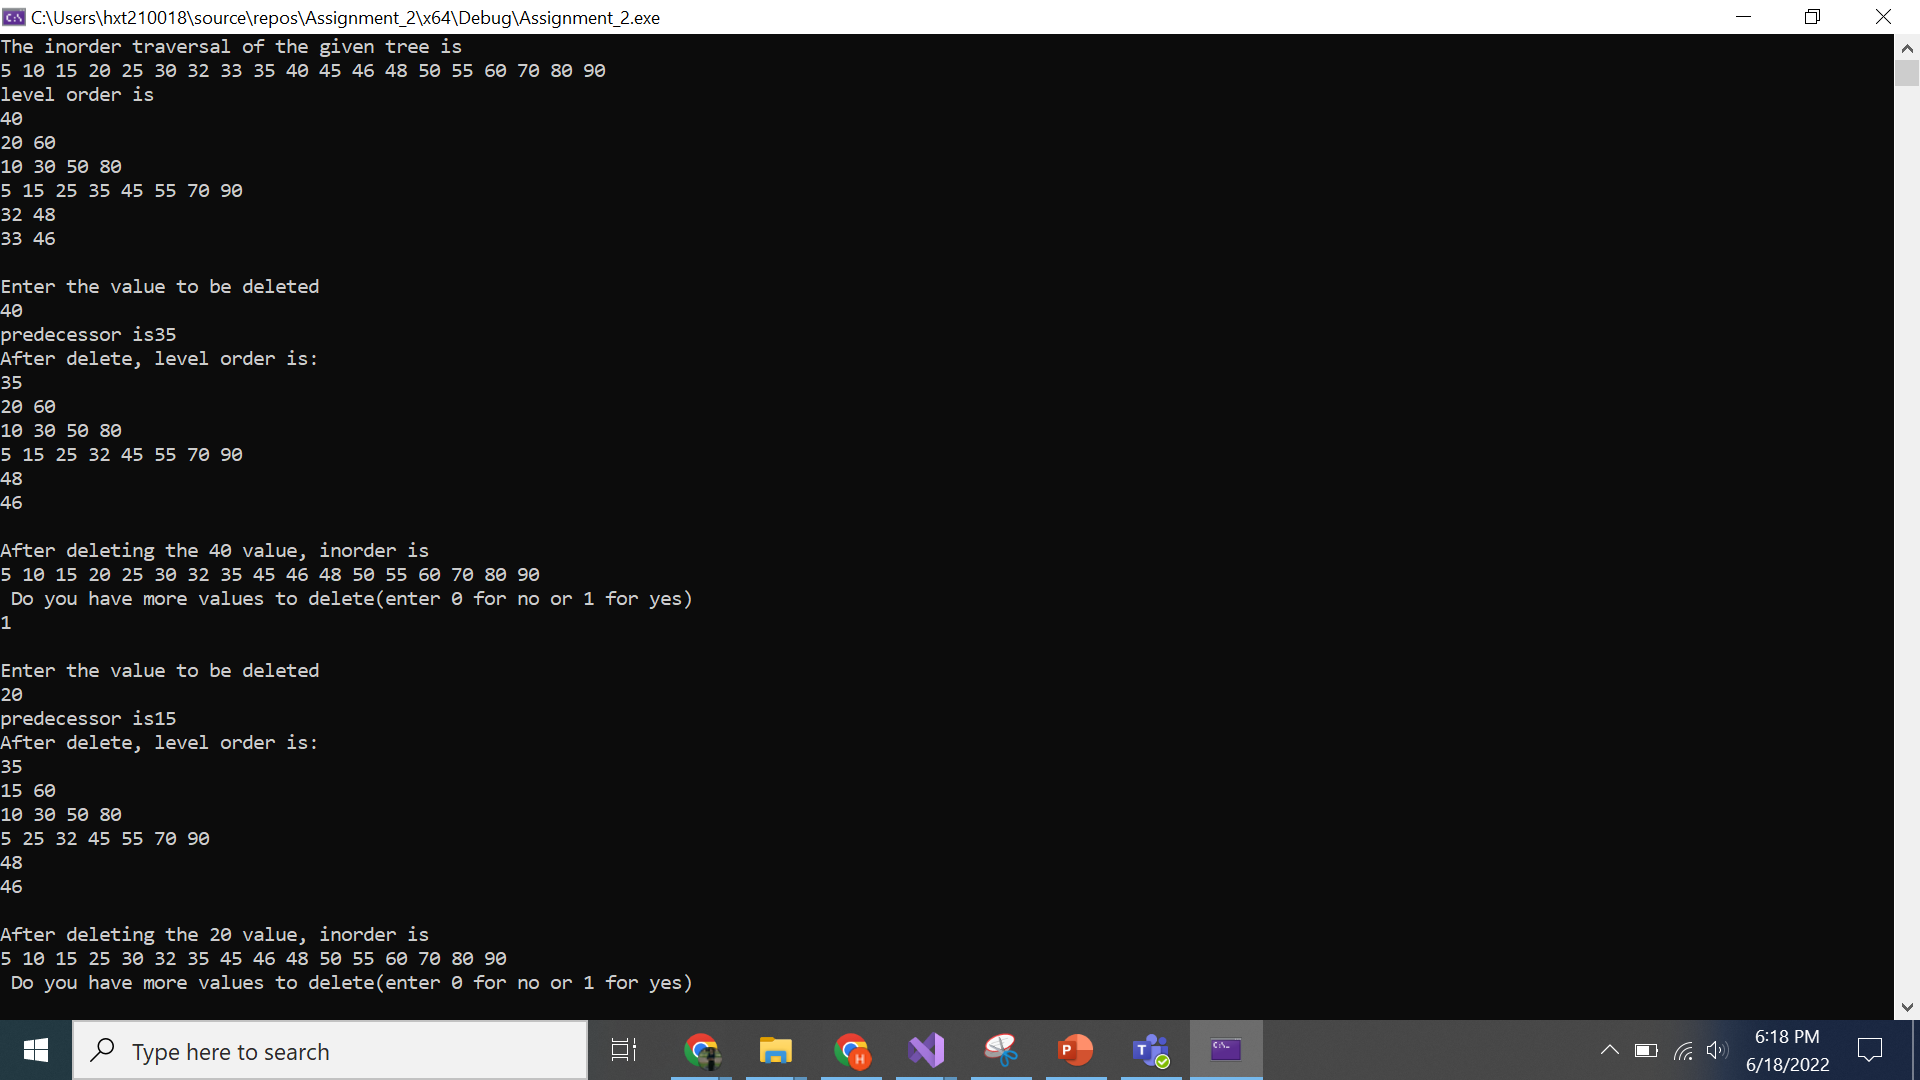 C:\Users\hxt210018\source\repos\Assignment_2\x64\Debug\Assignment_2.exe
The inorder traversal of the given tree is
5 10 15 20 25 30 32 33 35 40 45 46 48 50 55 60 70 80 90
level order is
40
20 60
10 30 50 80
5 15 25 35 45 55 70 90
32 48
33 46
Enter the value to be deleted
40
predecessor is35
After delete, level order is:
35
20 60
10 30 50 80
5 15 25 32 45 55 70 90
48
46
After deleting the 40 value, inorder is
5 10 15 20 25 30 32 35 45 46 48 50 55 60 70 80 90
Do you have more values to delete(enter 0 for no or 1 for yes)
1
Enter the value to be deleted
20
predecessor is15
After delete, level order is:
35
15 60
10 30 50 80
5 25 32 45 55 70 90
48
46
After deleting the 20 value, inorder is
5 10 15 25 30 32 35 45 46 48 50 55 60 70 80 90
Do you have more values to delete(enter 0 for no or 1 for yes)
Type here to search
6:18 PM
6/18/2022